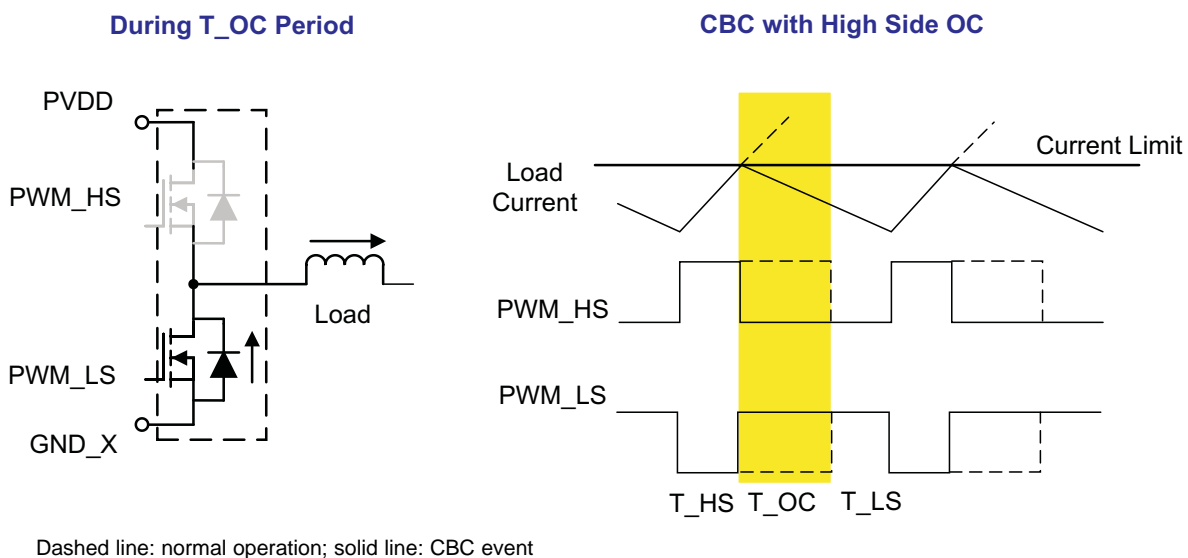 During T_OC Period
CBC with High Side OC
PVDD
PWM_HS
Load
PWM_LS
GND_X
Current Limit
Load
Current
PWM_HS
PWM_LS
T_HS T_OC T_LS
Dashed line: normal operation; solid line: CBC event